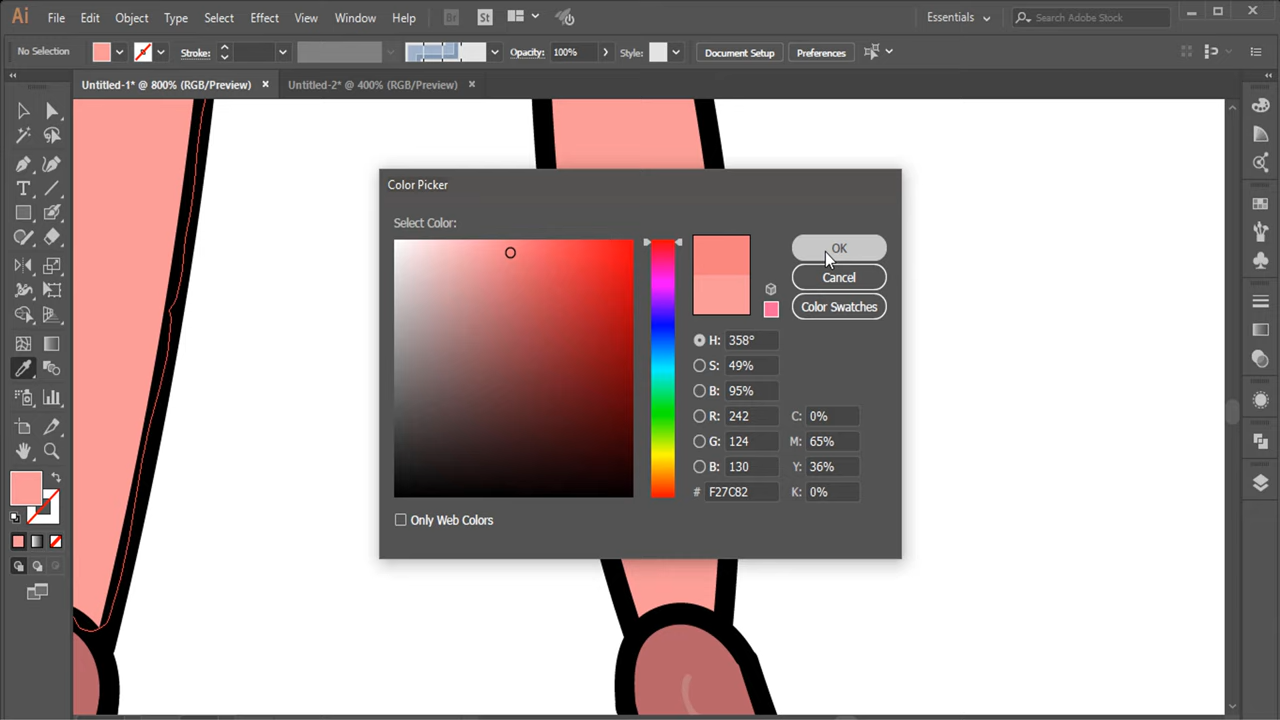 Ai File Edit Object Type Select Effect View Window Help Br St Essentials Search Adobe Stock
No Selection Stroke: Opacity: 100% Style: Document Setup Preferences
Untitled-1* @ 800% (RGB/Preview) × Untitled-2* @ 400% (RGB/Preview) ×
Color Picker
Select Color:
OK
Cancel
Color Swatches
H: 358°
S: 49%
B: 95%
R: 242 C: 0%
G: 124 M: 65%
B: 130 Y: 36%
# F27C82 K: 0%
Only Web Colors